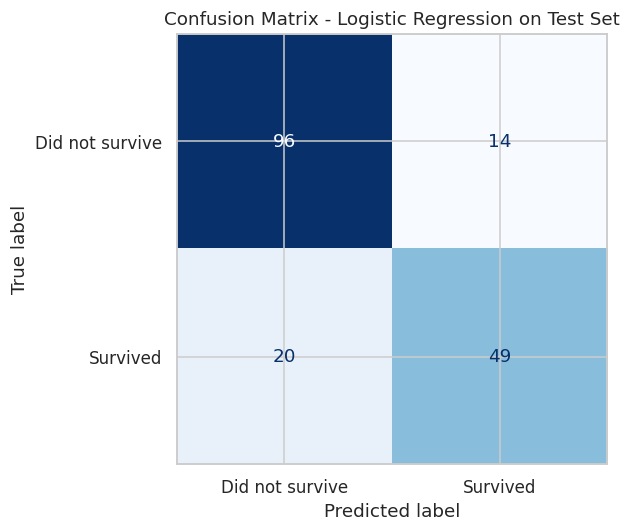 Confusion Matrix - Logistic Regression on Test Set
True label
Did not survive
96
14
Survived
20
49
Did not survive
Survived
Predicted label